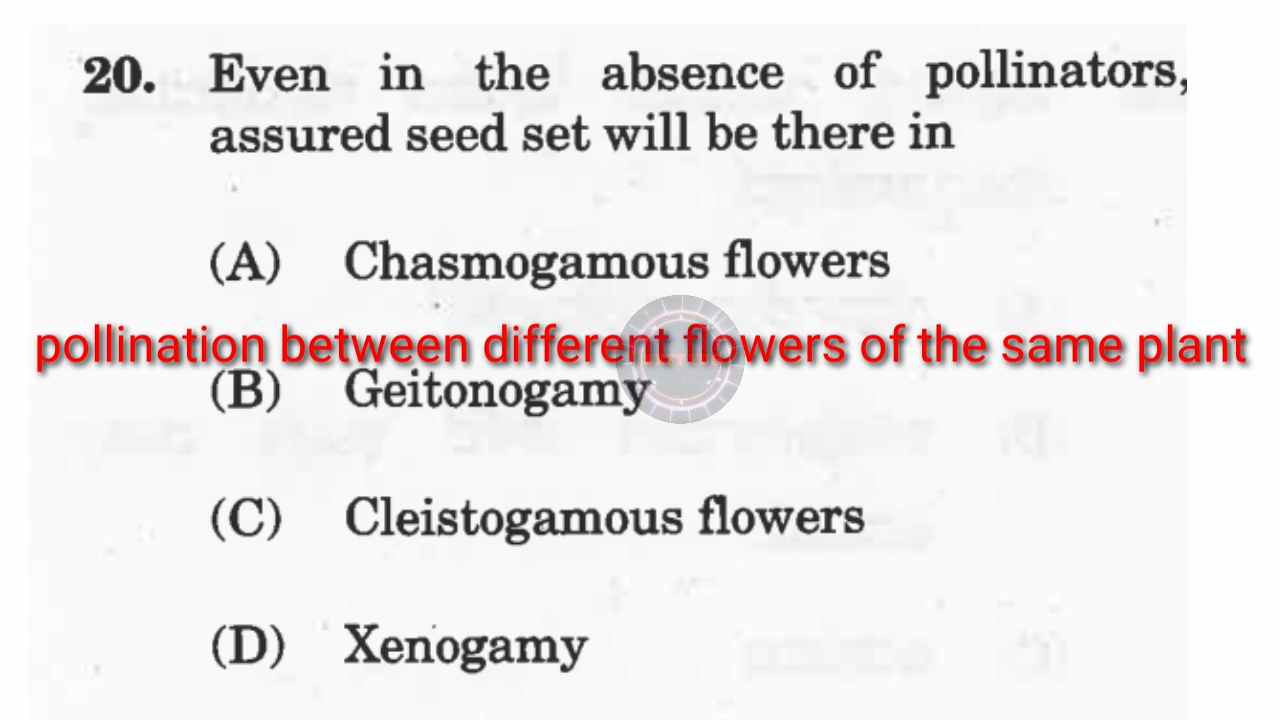 20. Even in the absence of pollinators,
assured seed set will be there in
(A) Chasmogamous flowers
pollination between different flowers of the same plant
(B) Geitonogamy
(C) Cleistogamous flowers
(D) Xenogamy